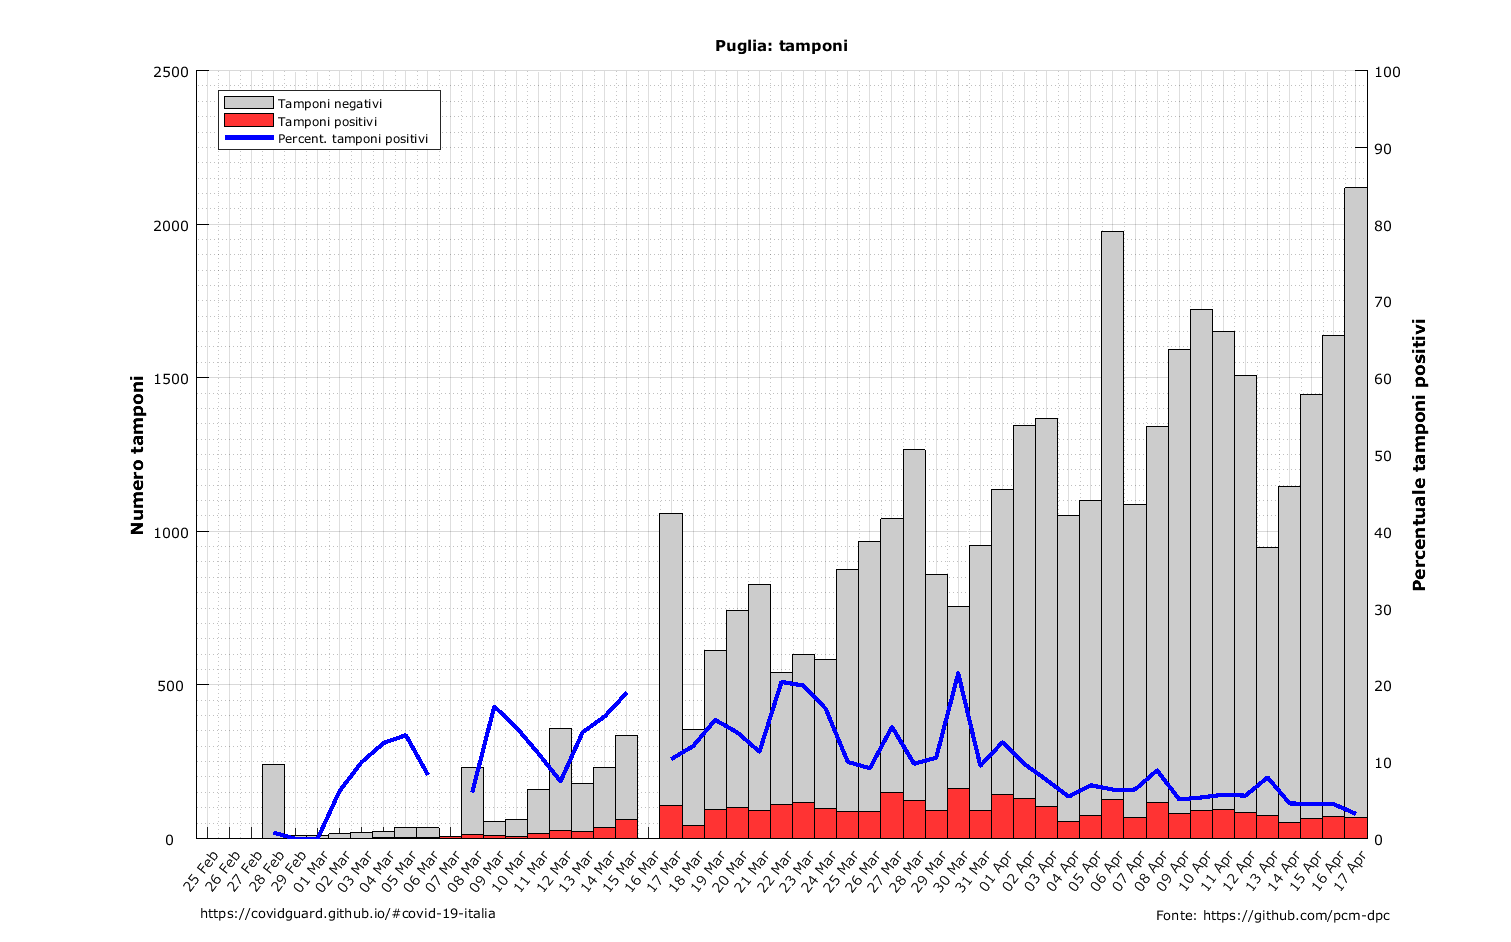 Puglia: tamponi
2500
2000
1500
1000
500
0
100
90
80
70
60
50
40
30
20
10
0
Tamponi negativi
Tamponi positivi
Percent. tamponi positivi
Numero tamponi
Percentuale tamponi positivi
25 Feb
26 Feb
27 Feb
28 Feb
29 Feb
01 Mar
02 Mar
03 Mar
04 Mar
05 Mar
06 Mar
07 Mar
08 Mar
09 Mar
10 Mar
11 Mar
12 Mar
13 Mar
14 Mar
15 Mar
16 Mar
17 Mar
18 Mar
19 Mar
20 Mar
21 Mar
22 Mar
23 Mar
24 Mar
25 Mar
26 Mar
27 Mar
28 Mar
29 Mar
30 Mar
31 Mar
01 Apr
02 Apr
03 Apr
04 Apr
05 Apr
06 Apr
07 Apr
08 Apr
09 Apr
10 Apr
11 Apr
12 Apr
13 Apr
14 Apr
15 Apr
16 Apr
17 Apr
https://covidguard.github.io/#covid-19-italia
Fonte: https://github.com/pcm-dpc